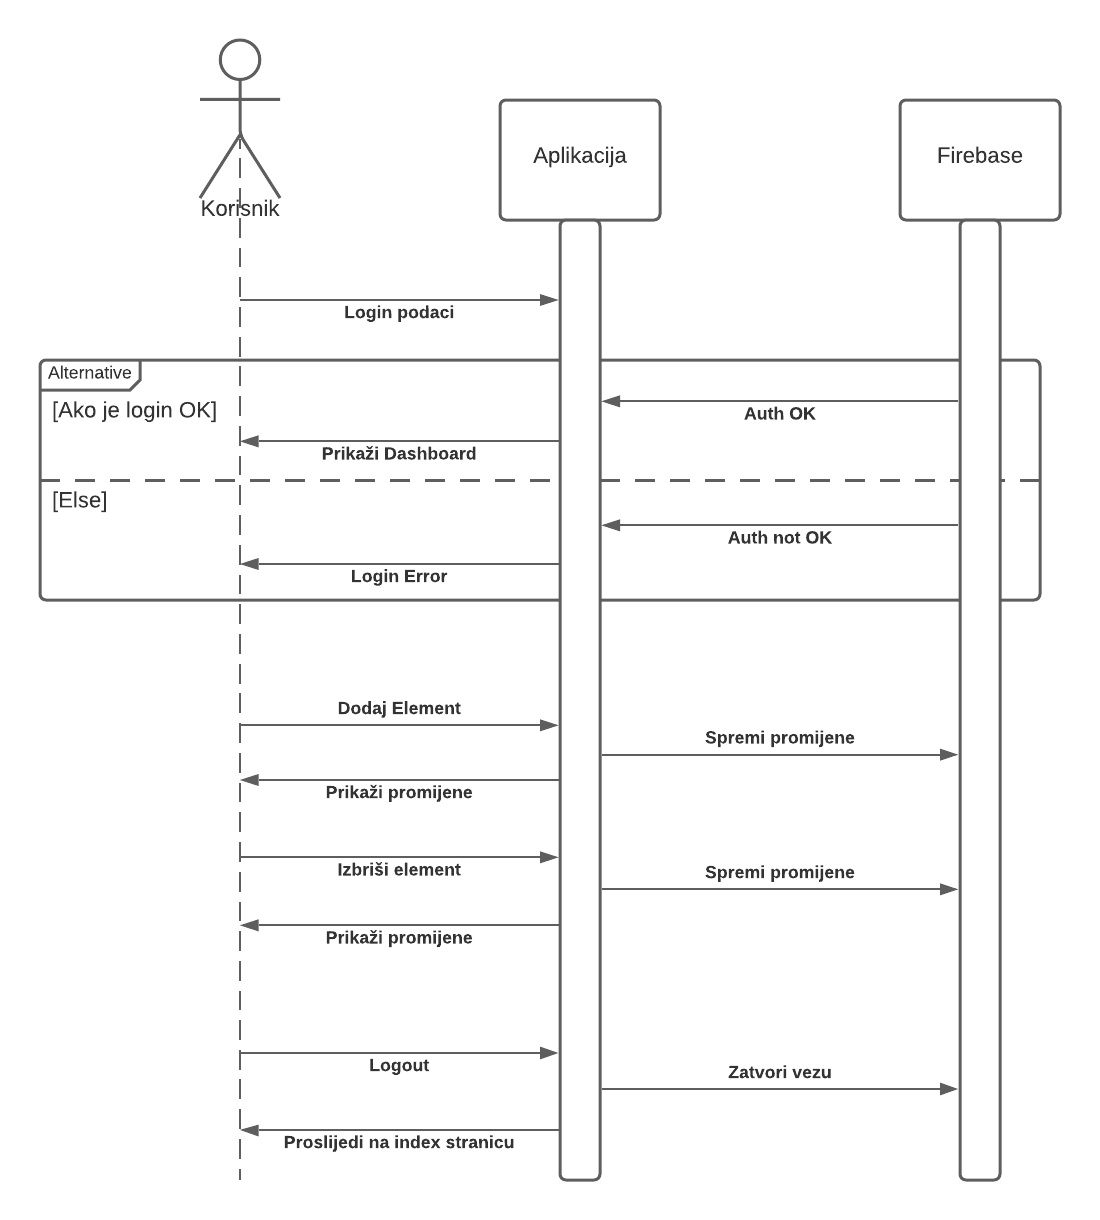 Aplikacija
Firebase
Korisnik
Login podaci
Alternative
[Ako je login OK]
Auth OK
Prikaži Dashboard
[Else]
Auth not OK
Login Error
Dodaj Element
Spremi promijene
Prikaži promijene
Izbriši element
Spremi promijene
Prikaži promijene
Logout
Zatvori vezu
Proslijedi na index stranicu